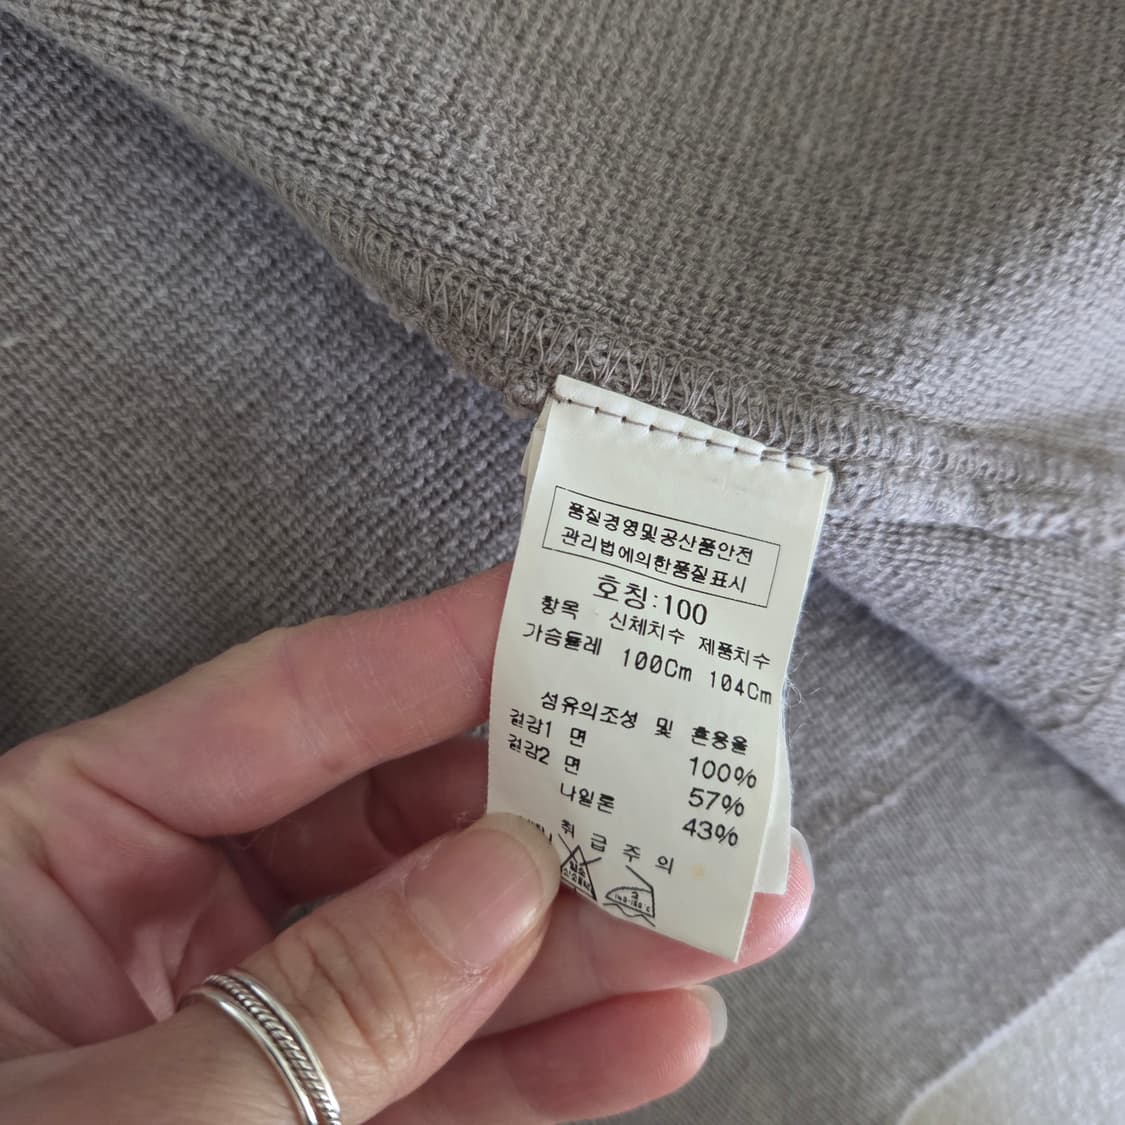 품질경영및공산품안전
관리법에의한품질표시
호칭:100
항목 신체치수 제품치수
가슴둘레 100Cm 104Cm
섬유의조성 및 혼용율
겉감1 면 100%
겉감2 면 57%
나일론 43%
취급주의
2
140-160°C